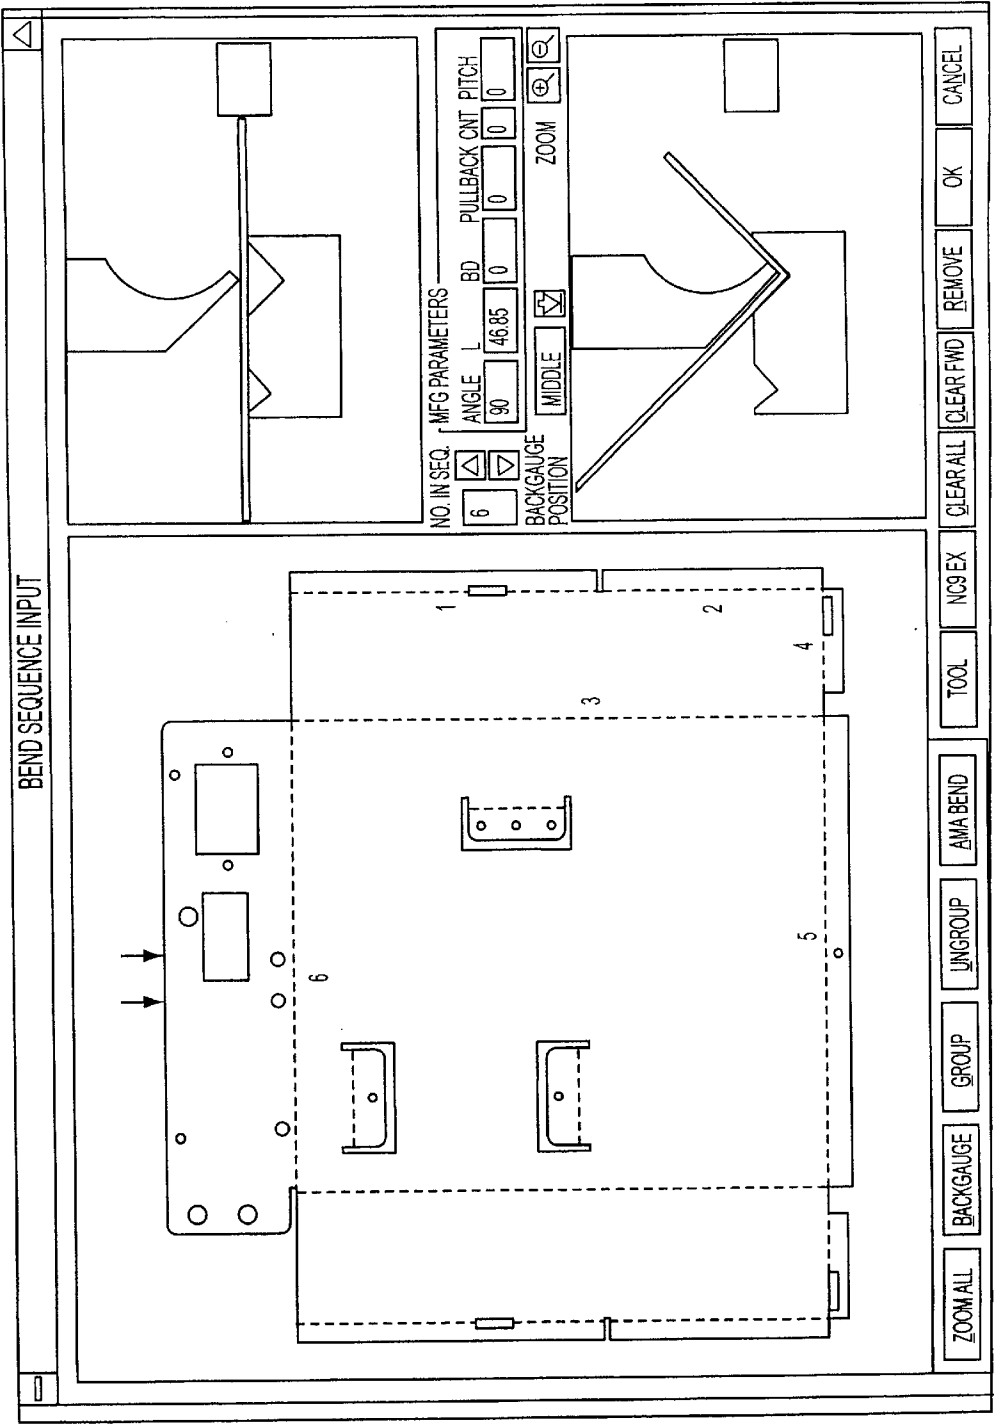 BEND SEQUENCE INPUT
1
2
3
4
5
6
NO. IN SEQ.
6
MFG PARAMETERS
ANGLE L BD PULLBACK CNT PITCH
90 46.85 0 0 0 0
BACKGAUGE
POSITION
MIDDLE
ZOOM
ZOOM ALL BACKGAUGE GROUP UNGROUP AMA BEND TOOL NC9 EX CLEAR ALL CLEAR FWD REMOVE OK CANCEL